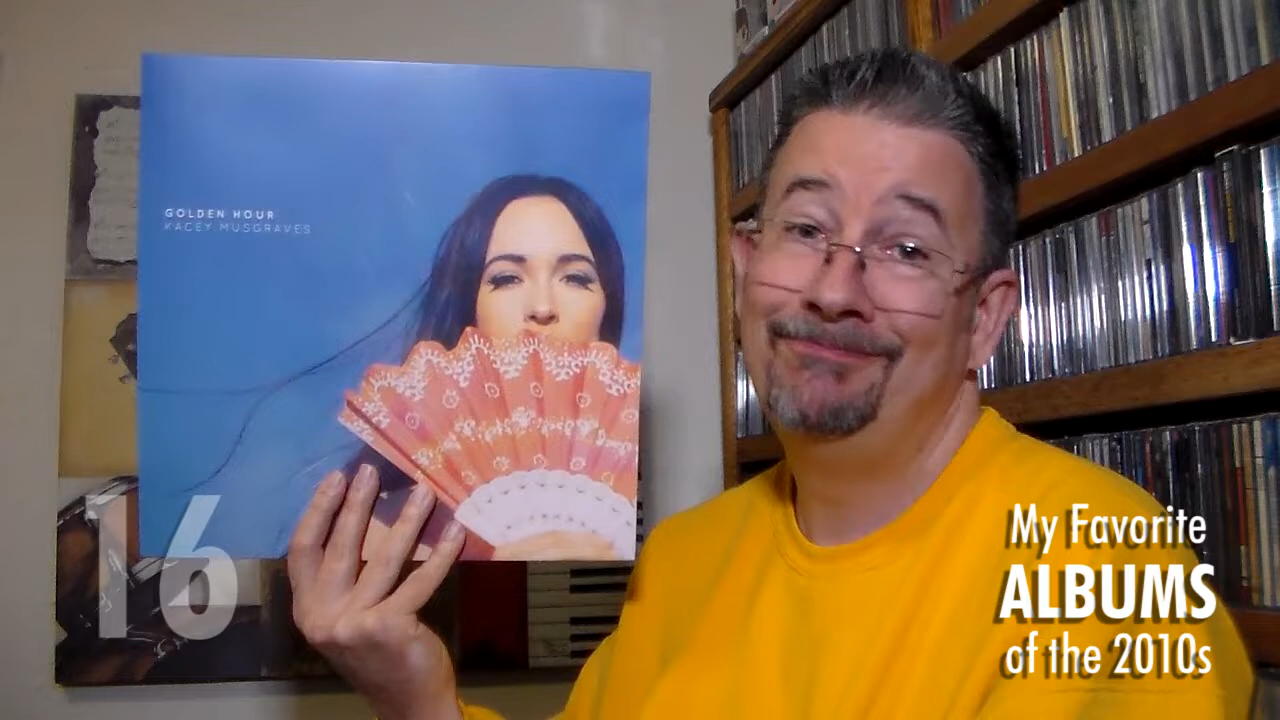 GOLDEN HOUR
KACEY MUSGRAVES
16
My Favorite
ALBUMS
of the 2010s